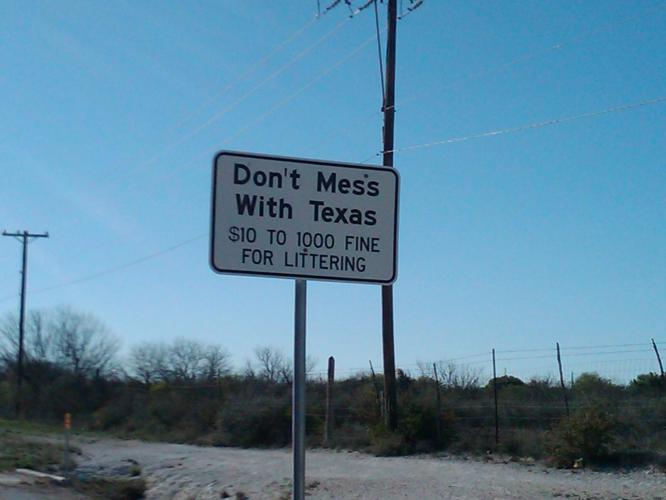 Don't Mess
With Texas
$10 TO 1000 FINE
FOR LITTERING